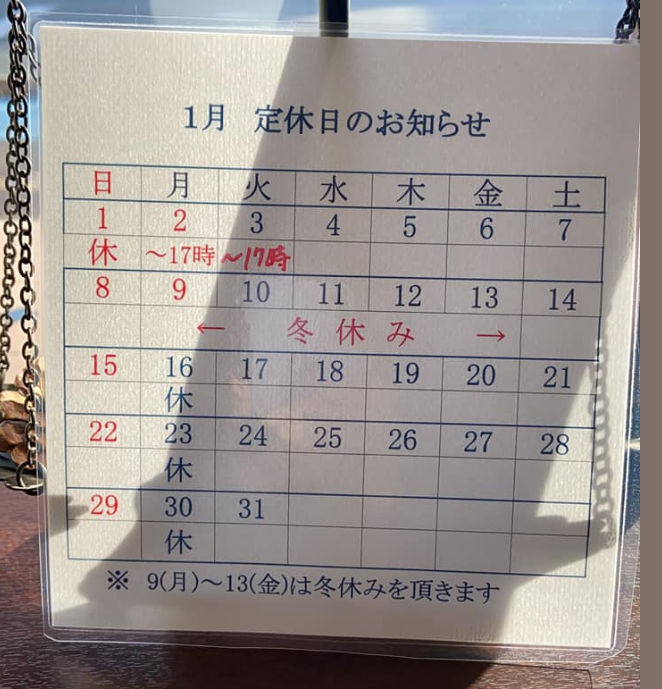 1月 定休日のお知らせ
日 月 火 水 木 金 土
1 2 3 4 5 6 7
休 ～17時 ～17時
8 9 10 11 12 13 14
← 冬休み →
15 16 17 18 19 20 21
休
22 23 24 25 26 27 28
休
29 30 31
休
※ 9(月)～13(金)は冬休みを頂きます